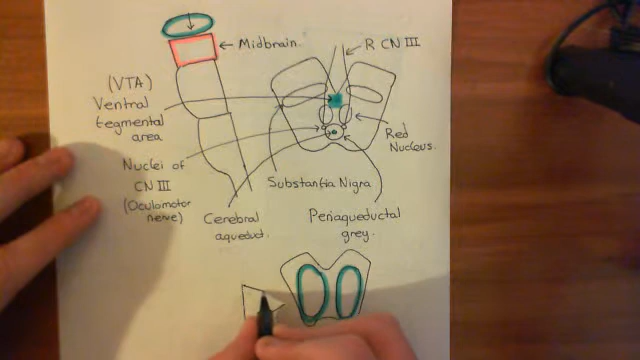 Midbrain.
R CN III
(VTA)
Ventral
tegmental
area
Red
Nucleus.
Nuclei of
CN III
(Oculomotor
nerve)
Substantia Nigra
Cerebral
aqueduct.
Periaqueductal
grey.